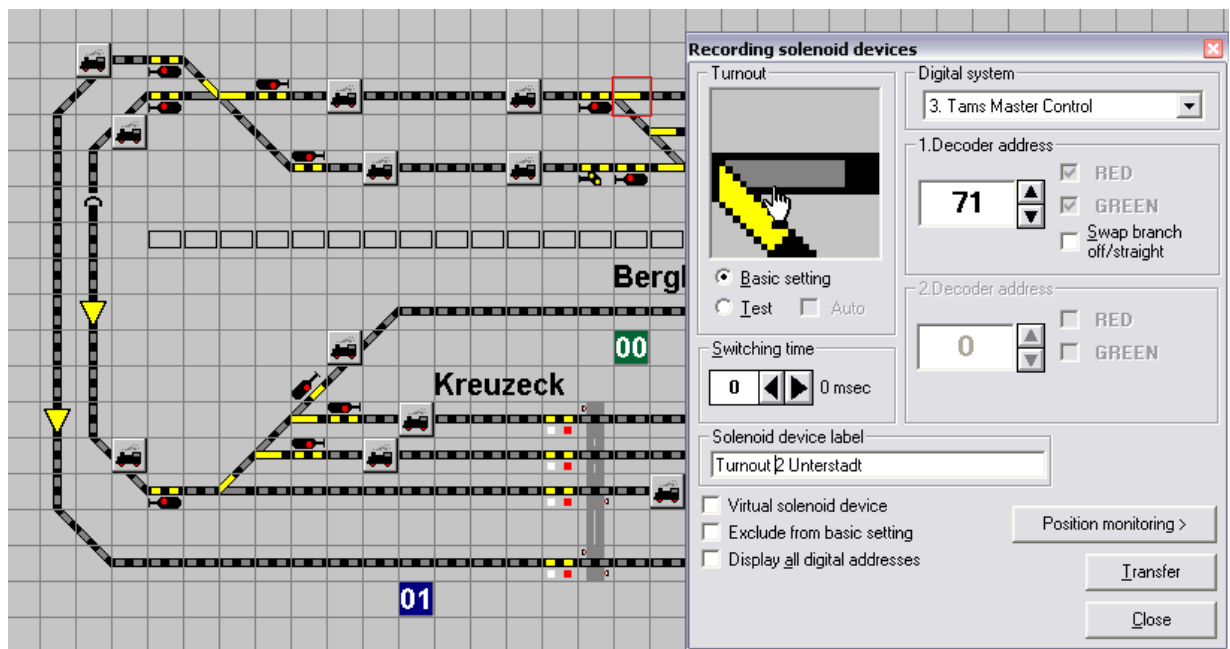 Recording solenoid devices
Turnout
Basic setting
Test
Auto
Switching time
0
0 msec
Digital system
3. Tams Master Control
1.Decoder address
71
RED
GREEN
Swap branch
off/straight
2.Decoder address
0
RED
GREEN
Solenoid device label
Turnout 2 Unterstadt
Virtual solenoid device
Exclude from basic setting
Display all digital addresses
Position monitoring >
Transfer
Close
00
Kreuzeck
01